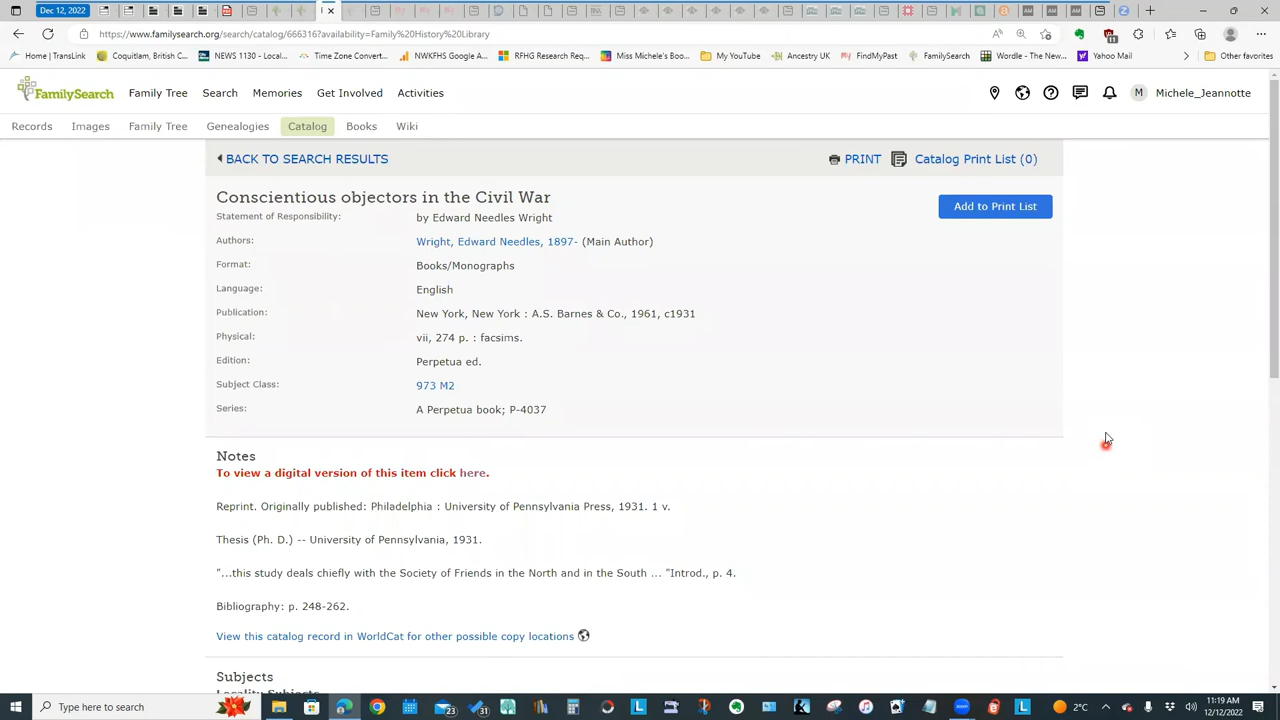 Dec 12, 2022
https://www.familysearch.org/search/catalog/666316?availability=Family%20History%20Library
Home | TransLink
Coquitlam, British C...
NEWS 1130 - Local...
Time Zone Convert...
NWKFHS Google A...
RFHG Research Req...
Miss Michele's Boo...
My YouTube
Ancestry UK
FindMyPast
FamilySearch
Wordle - The New...
Yahoo Mail
Other favorites
FamilySearch Family Tree Search Memories Get Involved Activities M Michele_Jeannotte
Records Images Family Tree Genealogies Catalog Books Wiki
BACK TO SEARCH RESULTS PRINT Catalog Print List (0)
Conscientious objectors in the Civil War
Add to Print List
Statement of Responsibility: by Edward Needles Wright
Authors: Wright, Edward Needles, 1897- (Main Author)
Format: Books/Monographs
Language: English
Publication: New York, New York : A.S. Barnes & Co., 1961, c1931
Physical: vii, 274 p. : facsims.
Edition: Perpetua ed.
Subject Class: 973 M2
Series: A Perpetua book; P-4037
Notes
To view a digital version of this item click here.
Reprint. Originally published: Philadelphia : University of Pennsylvania Press, 1931. 1 v.
Thesis (Ph. D.) -- University of Pennsylvania, 1931.
"...this study deals chiefly with the Society of Friends in the North and in the South ... "Introd., p. 4.
Bibliography: p. 248-262.
View this catalog record in WorldCat for other possible copy locations
Subjects
Locality Subjects
Type here to search
23
31
2°C
11:19 AM
12/12/2022